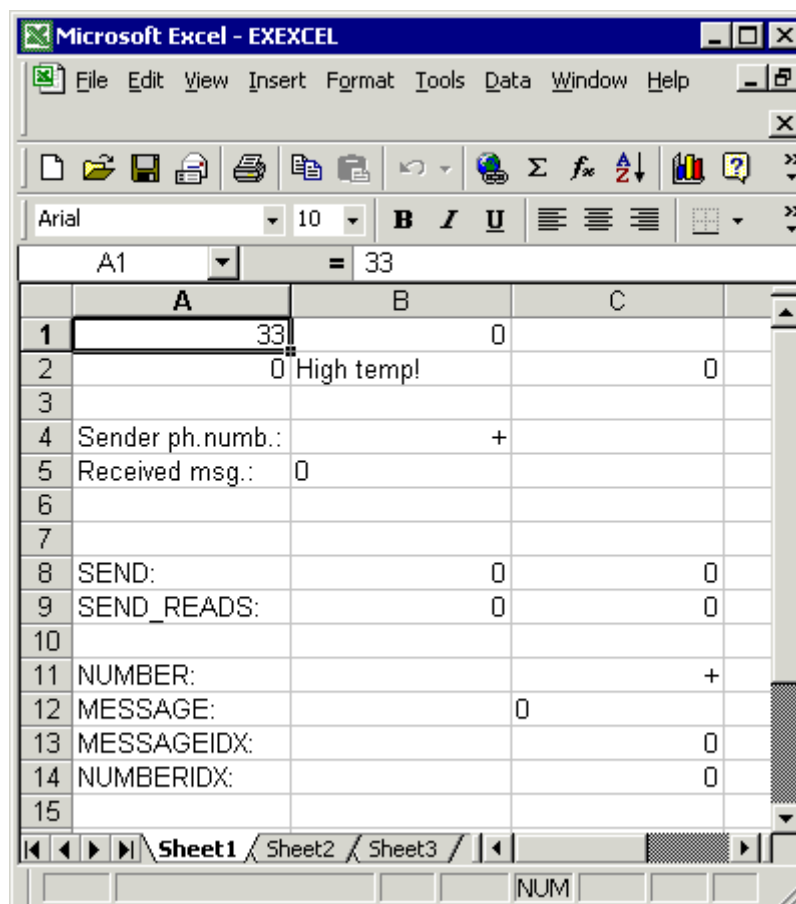 Microsoft Excel - EXEXCEL
File Edit View Insert Format Tools Data Window Help
Arial 10 B I U
A1 = 33
A B C
1 33 0
2 0 High temp! 0
3
4 Sender ph.numb.: +
5 Received msg.: 0
6
7
8 SEND: 0 0
9 SEND_READS: 0 0
10
11 NUMBER: +
12 MESSAGE: 0
13 MESSAGEIDX: 0
14 NUMBERIDX: 0
15
Sheet1 Sheet2 Sheet3
NUM